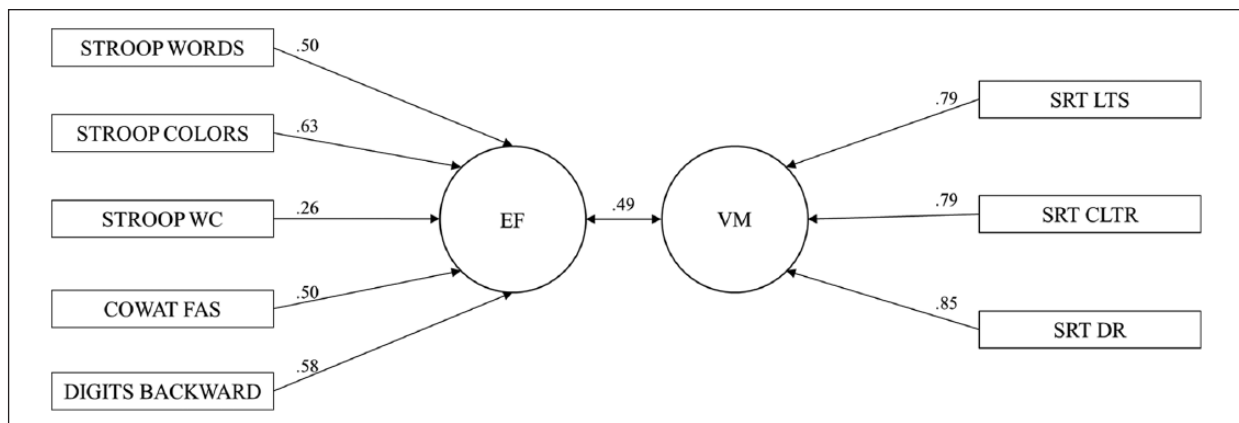 STROOP WORDS
.50
STROOP COLORS
.63
STROOP WC
.26
COWAT FAS
.50
DIGITS BACKWARD
.58
EF
.49
VM
.79
SRT LTS
.79
SRT CLTR
.85
SRT DR